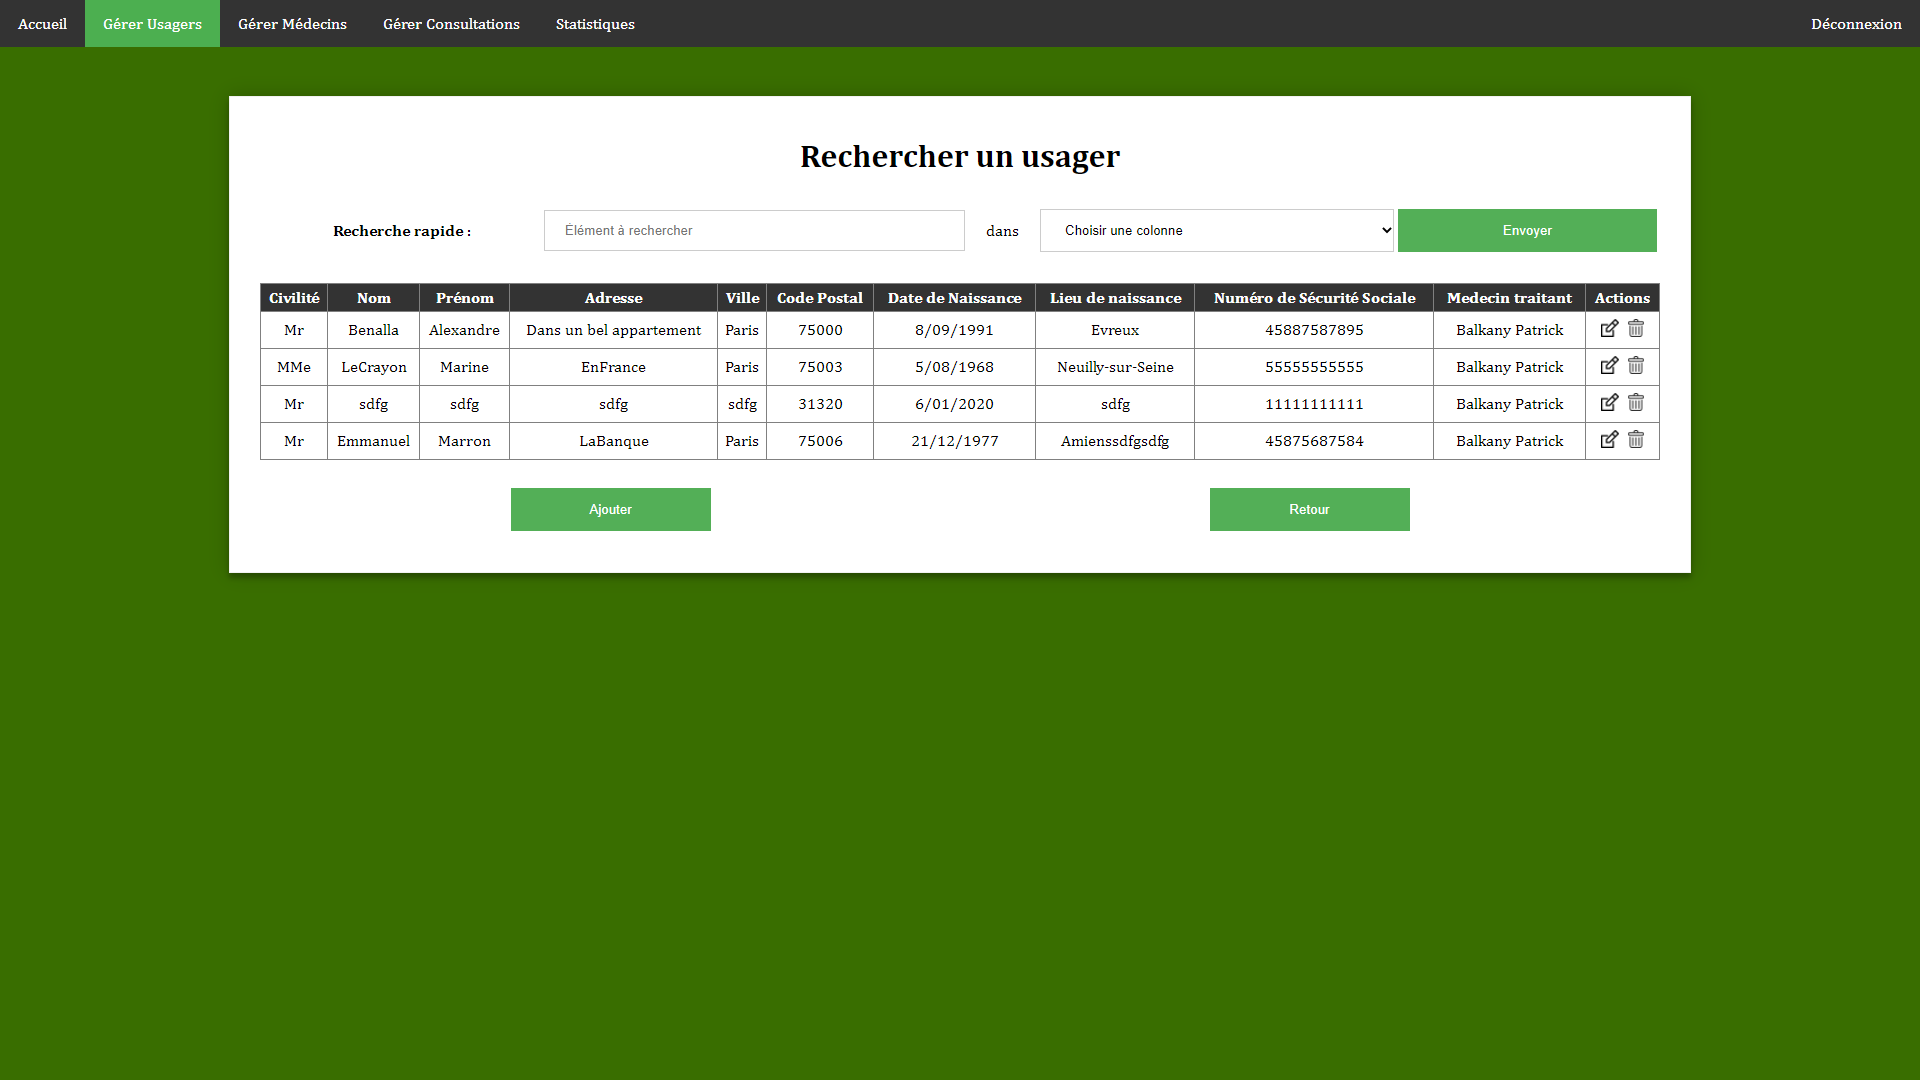 Accueil Gérer Usagers Gérer Médecins Gérer Consultations Statistiques Déconnexion
Rechercher un usager
Recherche rapide : Élément à rechercher dans Choisir une colonne Envoyer
Civilité Nom Prénom Adresse Ville Code Postal Date de Naissance Lieu de naissance Numéro de Sécurité Sociale Medecin traitant Actions
Mr Benalla Alexandre Dans un bel appartement Paris 75000 8/09/1991 Evreux 45887587895 Balkany Patrick
MMe LeCrayon Marine EnFrance Paris 75003 5/08/1968 Neuilly-sur-Seine 55555555555 Balkany Patrick
Mr sdfg sdfg sdfg sdfg 31320 6/01/2020 sdfg 11111111111 Balkany Patrick
Mr Emmanuel Marron LaBanque Paris 75006 21/12/1977 Amienssdfgsdfg 45875687584 Balkany Patrick
Ajouter Retour